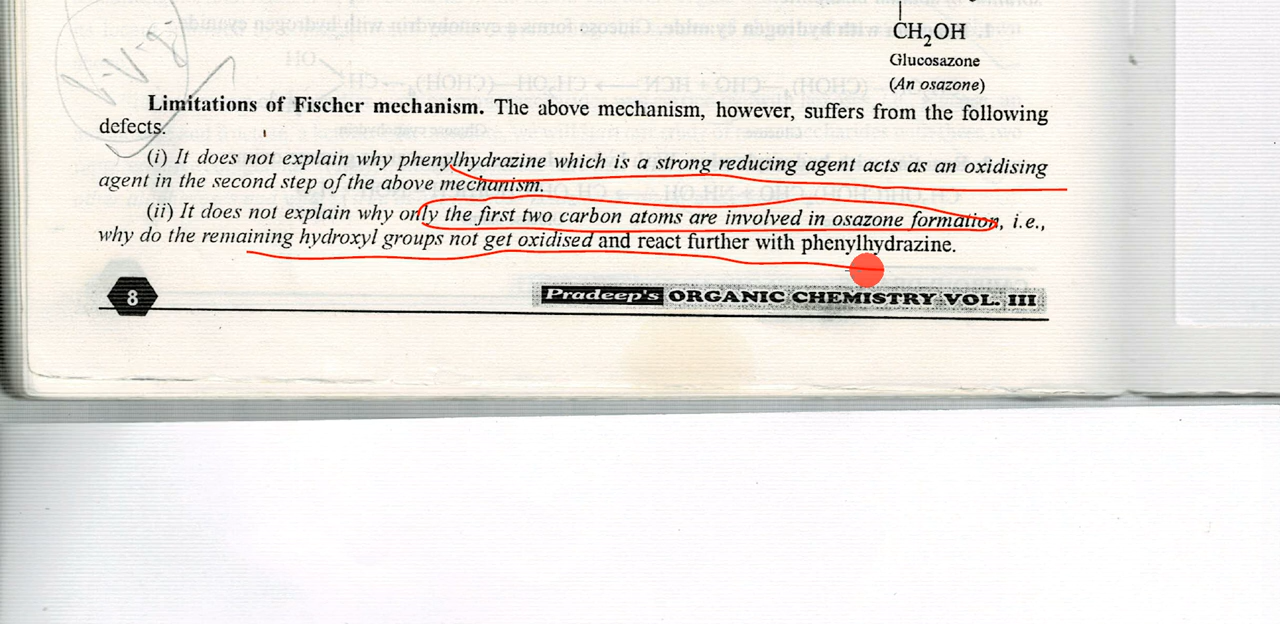 CH₂OH
Glucosazone
(An osazone)
Limitations of Fischer mechanism. The above mechanism, however, suffers from the following
defects.
(i) It does not explain why phenylhydrazine which is a strong reducing agent acts as an oxidising
agent in the second step of the above mechanism.
(ii) It does not explain why only the first two carbon atoms are involved in osazone formation, i.e.,
why do the remaining hydroxyl groups not get oxidised and react further with phenylhydrazine.
8
Pradeep's ORGANIC CHEMISTRY VOL. III